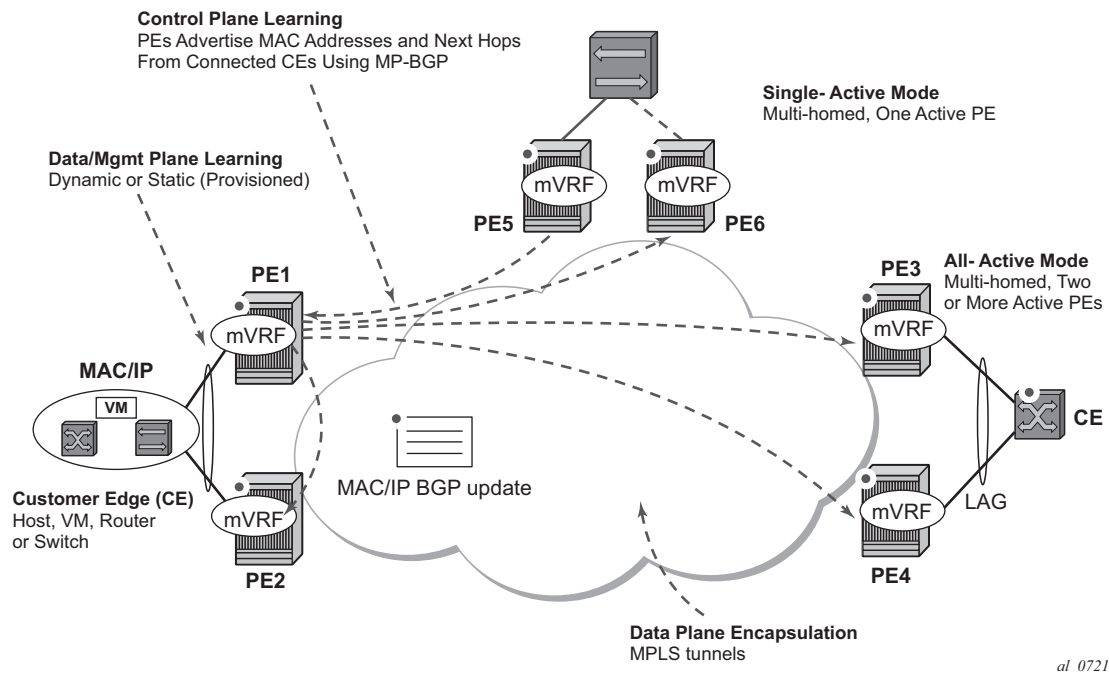 Control Plane Learning
PEs Advertise MAC Addresses and Next Hops
From Connected CEs Using MP-BGP
Single- Active Mode
Multi-homed, One Active PE
Data/Mgmt Plane Learning
Dynamic or Static (Provisioned)
mVRF
mVRF
PE5
PE6
All- Active Mode
Multi-homed, Two
or More Active PEs
PE1
PE3
mVRF
mVRF
MAC/IP
VM
CE
MAC/IP BGP update
Customer Edge (CE)
Host, VM, Router
or Switch
mVRF
mVRF
LAG
PE2
PE4
Data Plane Encapsulation
MPLS tunnels
al_0721